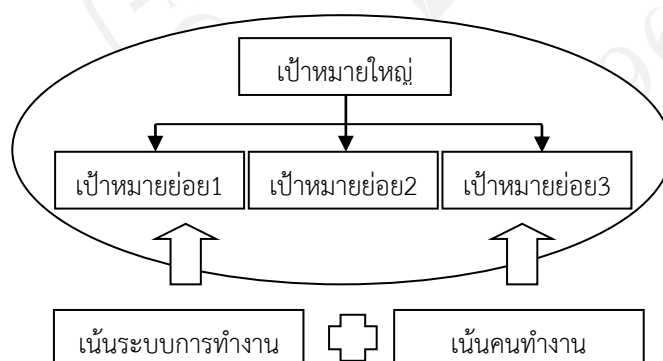 เป้าหมายใหญ่
เป้าหมายย่อย1 เป้าหมายย่อย2 เป้าหมายย่อย3
เน้นระบบการทำงาน เน้นคนทำงาน